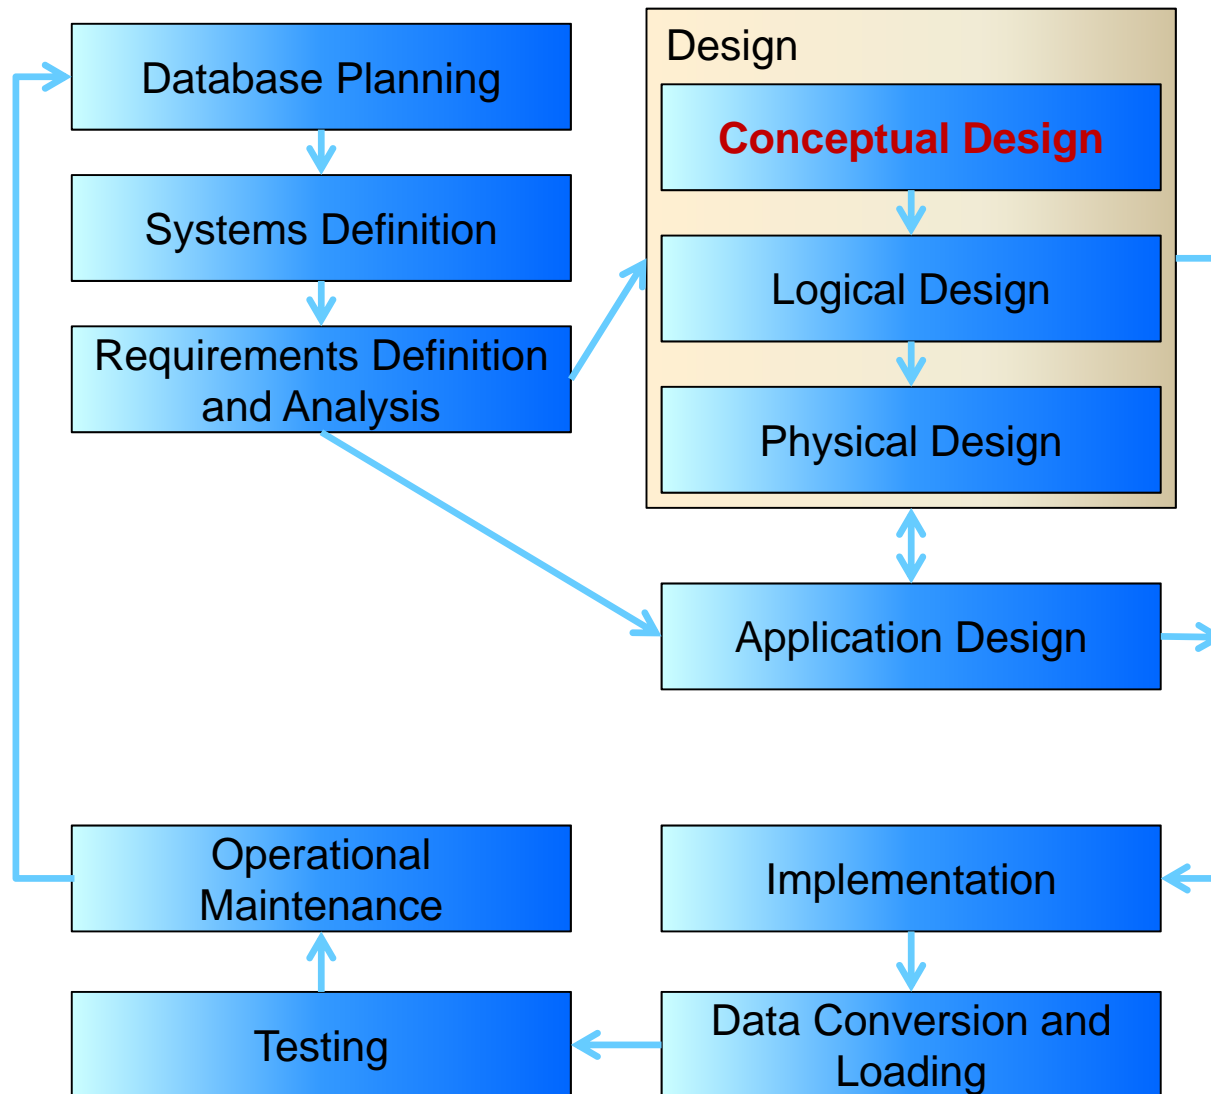 Database Planning
Systems Definition
Requirements Definition
and Analysis
Design
Conceptual Design
Logical Design
Physical Design
Application Design
Operational
Maintenance
Implementation
Testing
Data Conversion and
Loading